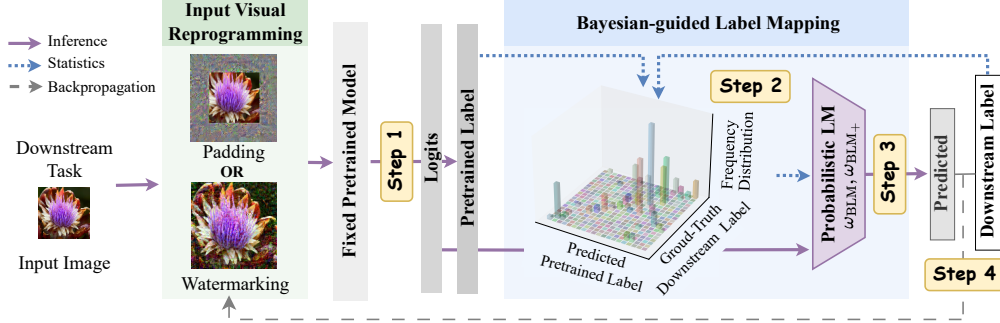 Inference
Statistics
Backpropagation
Downstream
Task
Input Image
Input Visual
Reprogramming
Padding
OR
Watermarking
Fixed Pretrained Model
Step 1
Logits
Pretrained Label
Bayesian-guided Label Mapping
Step 2
Frequency
Distribution
Groud-Truth
Downstream Label
Predicted
Pretrained Label
Probabilistic LM
ωBLM, ωBLM+
Step 3
Predicted
Downstream Label
Step 4